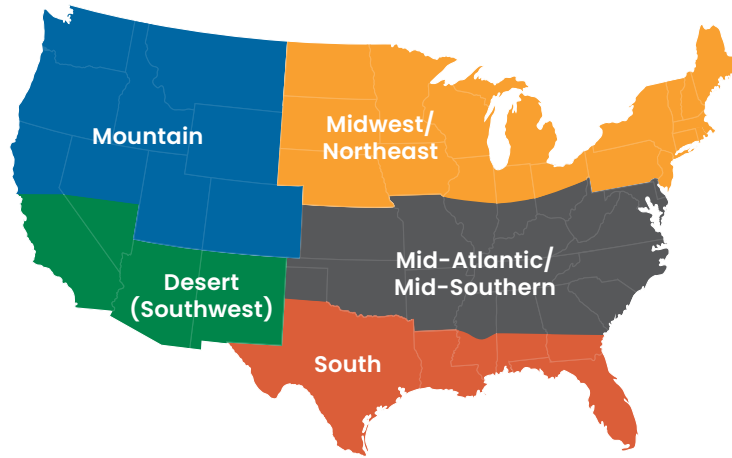 Mountain
Midwest/
Northeast
Mid-Atlantic/
Mid-Southern
Desert
(Southwest)
South